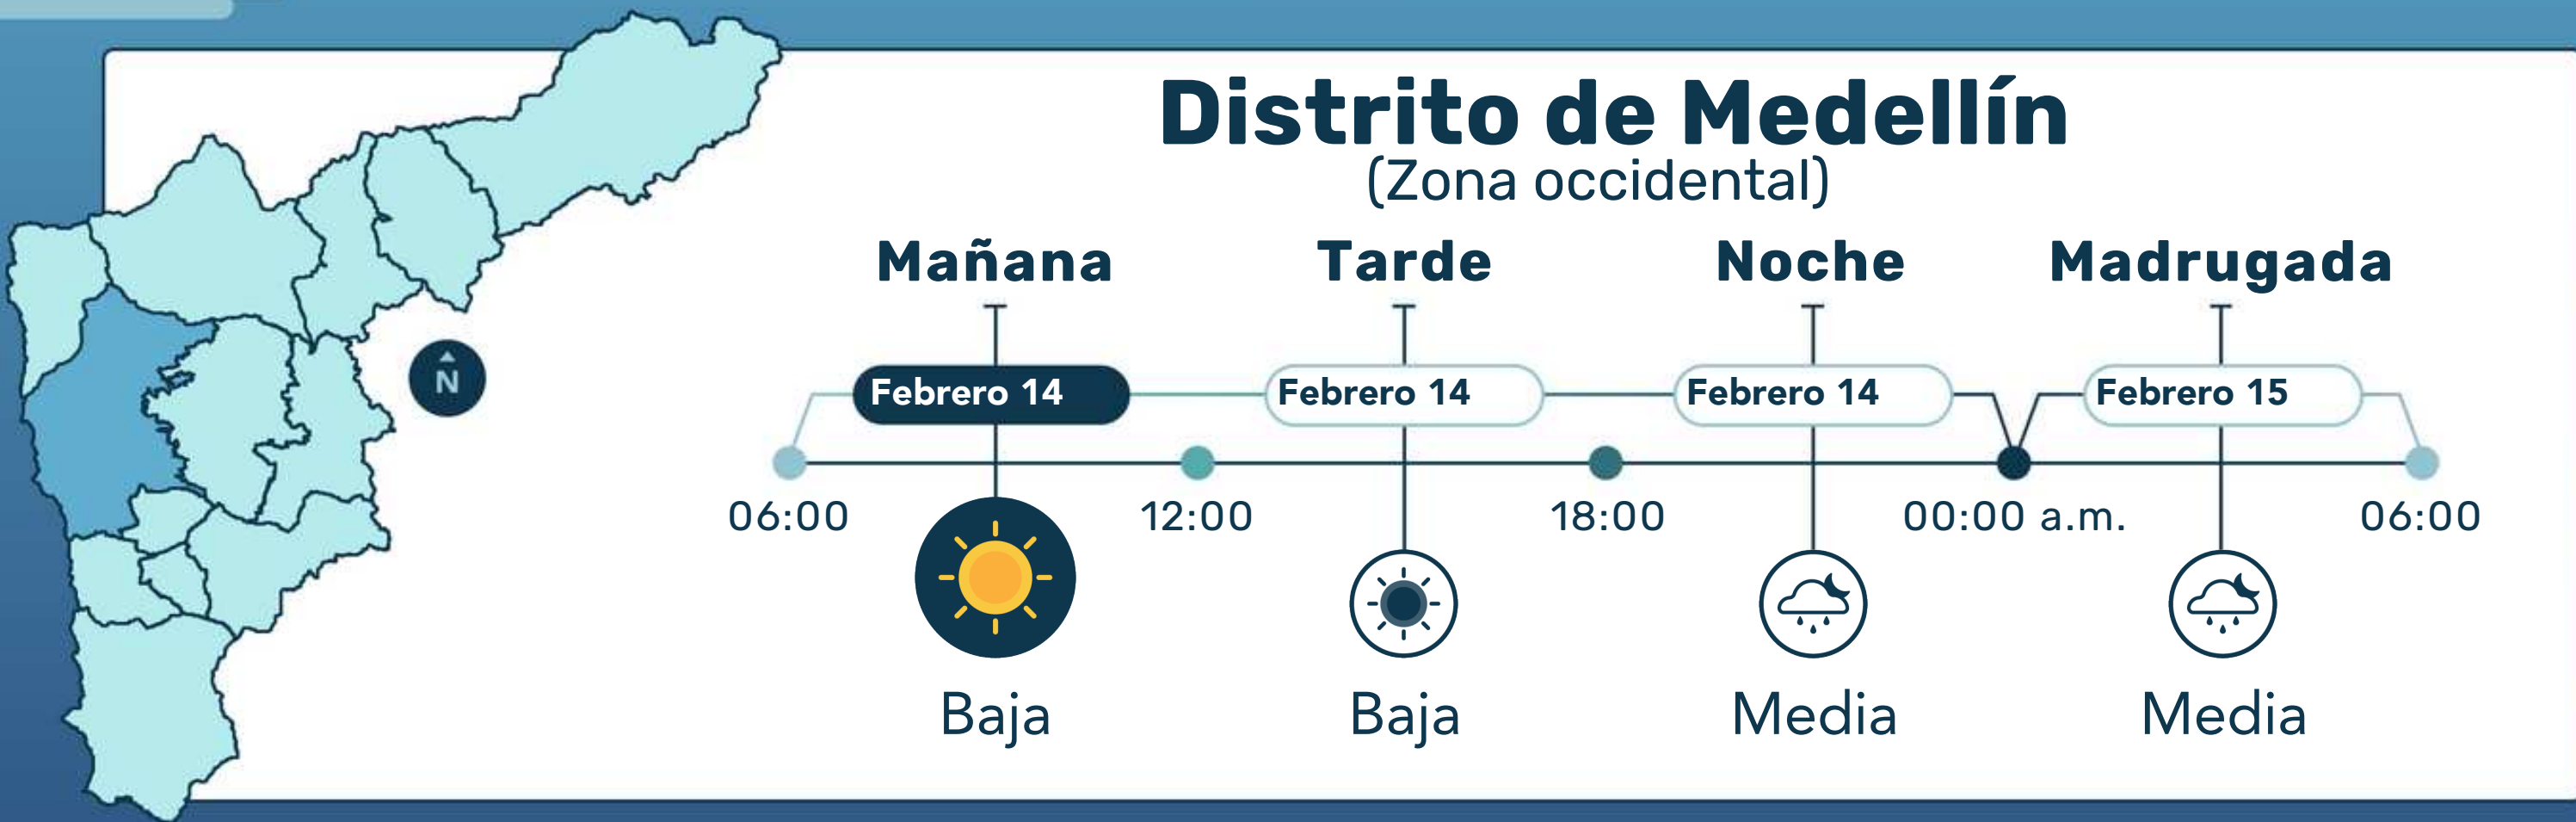 Distrito de Medellín
(Zona occidental)
Mañana Tarde Noche Madrugada
Febrero 14 Febrero 14 Febrero 14 Febrero 15
N
06:00 12:00 18:00 00:00 a.m. 06:00
Baja Baja Media Media